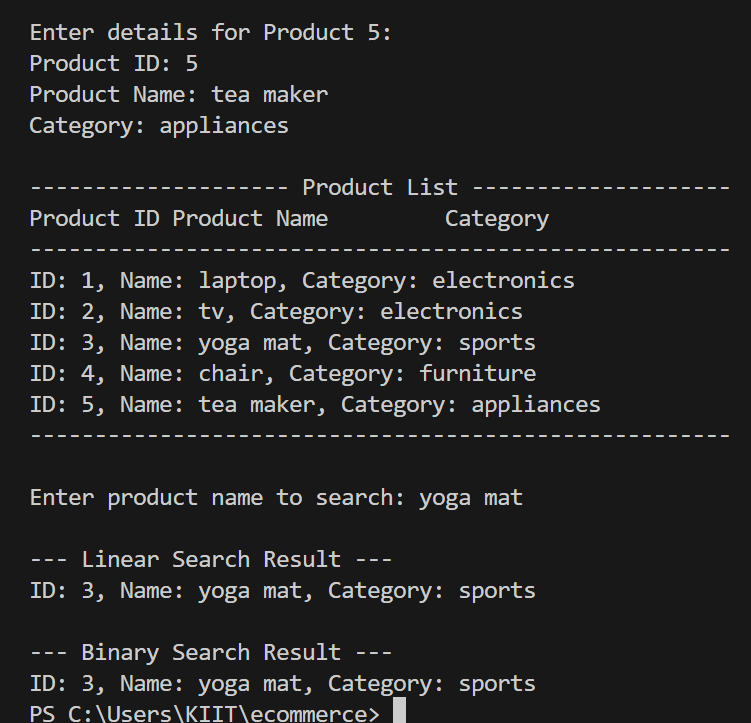 Enter details for Product 5:
Product ID: 5
Product Name: tea maker
Category: appliances
-------------------- Product List --------------------
Product ID Product Name         Category
------------------------------------------------------
ID: 1, Name: laptop, Category: electronics
ID: 2, Name: tv, Category: electronics
ID: 3, Name: yoga mat, Category: sports
ID: 4, Name: chair, Category: furniture
ID: 5, Name: tea maker, Category: appliances
------------------------------------------------------
Enter product name to search: yoga mat
--- Linear Search Result ---
ID: 3, Name: yoga mat, Category: sports
--- Binary Search Result ---
ID: 3, Name: yoga mat, Category: sports
PS C:\Users\KIIT\ecommerce>